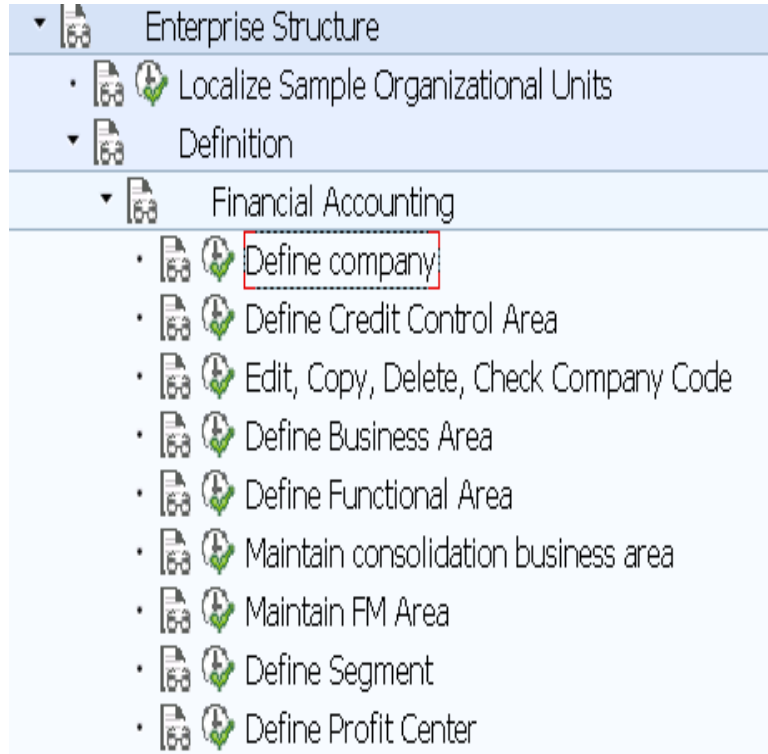 Enterprise Structure
Localize Sample Organizational Units
Definition
Financial Accounting
Define company
Define Credit Control Area
Edit, Copy, Delete, Check Company Code
Define Business Area
Define Functional Area
Maintain consolidation business area
Maintain FM Area
Define Segment
Define Profit Center